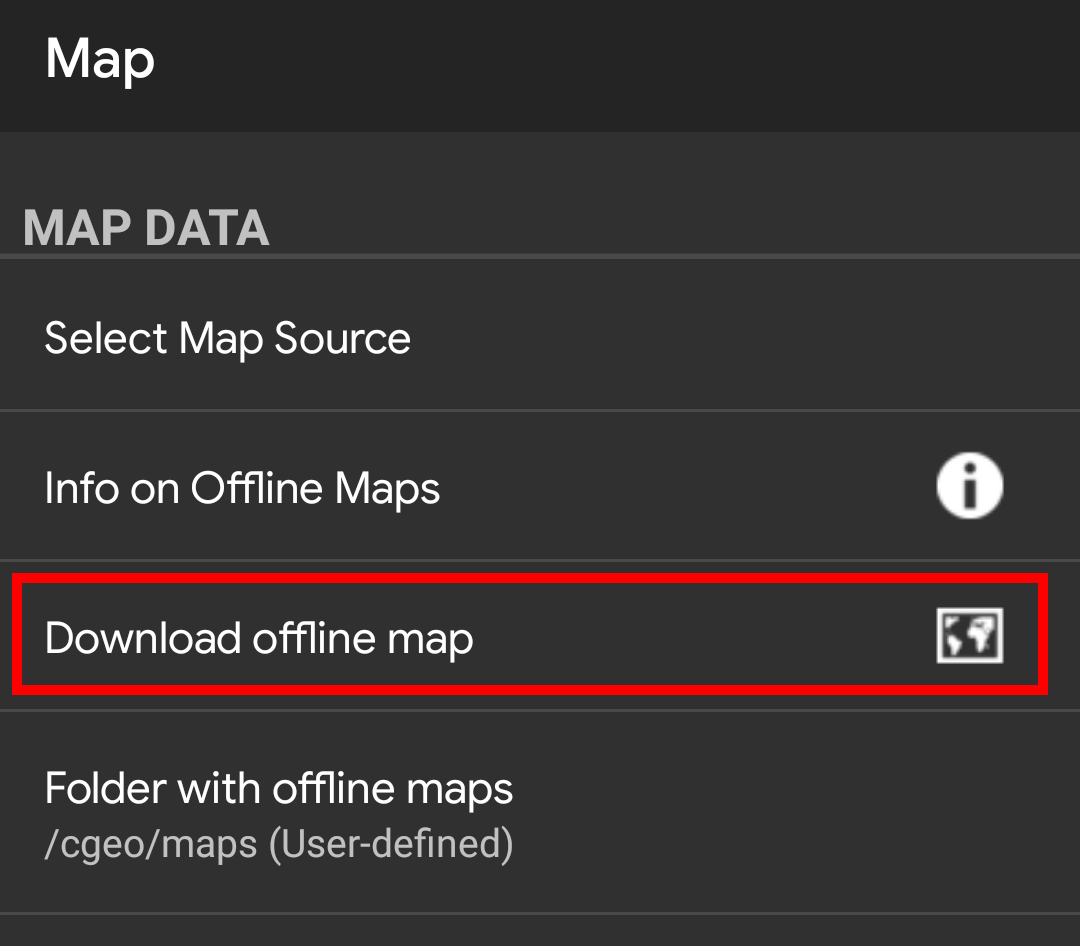 Map
MAP DATA
Select Map Source
Info on Offline Maps
Download offline map
Folder with offline maps
/cgeo/maps (User-defined)